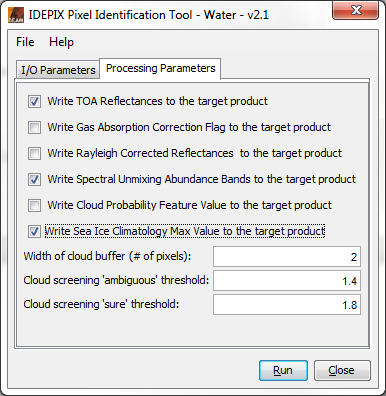 IDEPIX Pixel Identification Tool - Water - v2.1
File Help
I/O Parameters Processing Parameters
Write TOA Reflectances to the target product
Write Gas Absorption Correction Flag to the target product
Write Rayleigh Corrected Reflectances to the target product
Write Spectral Unmixing Abundance Bands to the target product
Write Cloud Probability Feature Value to the target product
Write Sea Ice Climatology Max Value to the target product
Width of cloud buffer (# of pixels): 2
Cloud screening 'ambiguous' threshold: 1.4
Cloud screening 'sure' threshold: 1.8
Run Close